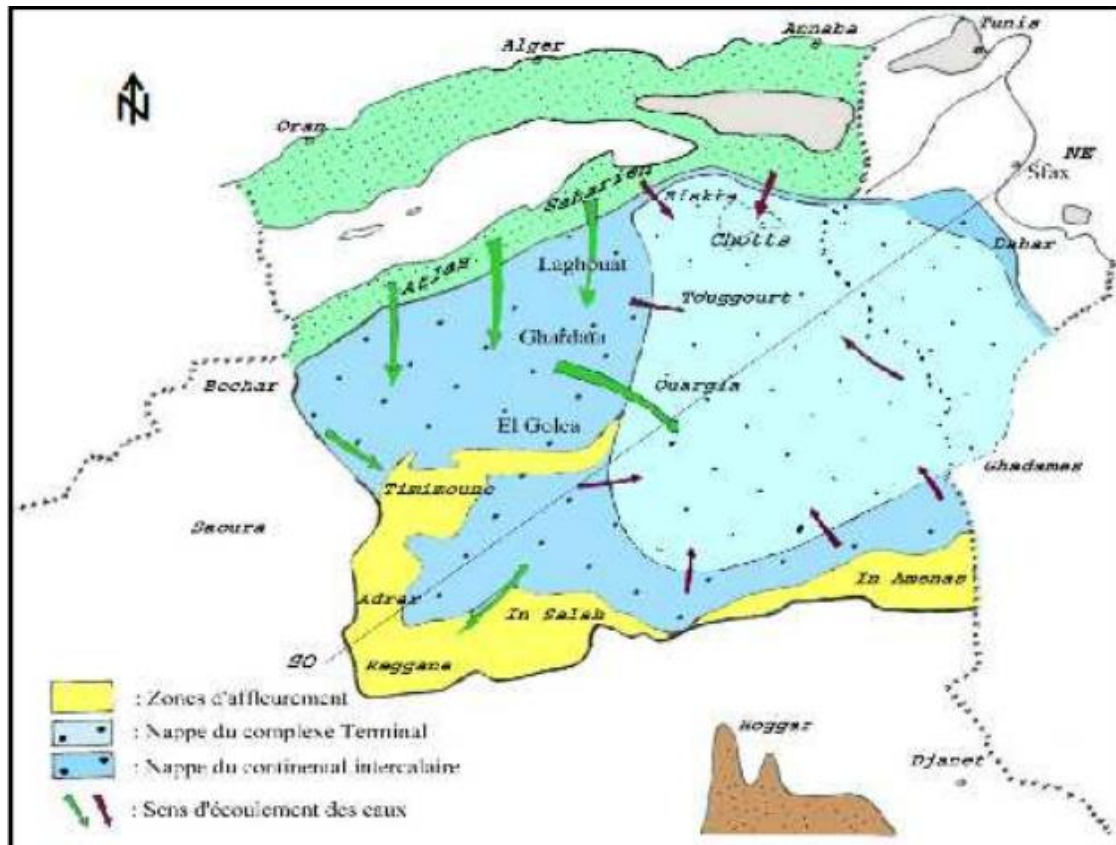 Tunis
Annaba
Alger
N
Oran
NE
Sfax
Saharien
Biskra
Chotts
Dahar
Laghouat
Atlas
Touggourt
Ghardaia
Bechar
Ouargla
El Golea
Ghadames
Timimoune
Saoura
In Amenas
Adrar
In Salah
SO
Reggane
: Zones d'affleurement
: Nappe du complexe Terminal
: Nappe du continental intercalaire
: Sens d'écoulement des eaux
Hoggar
Djanet